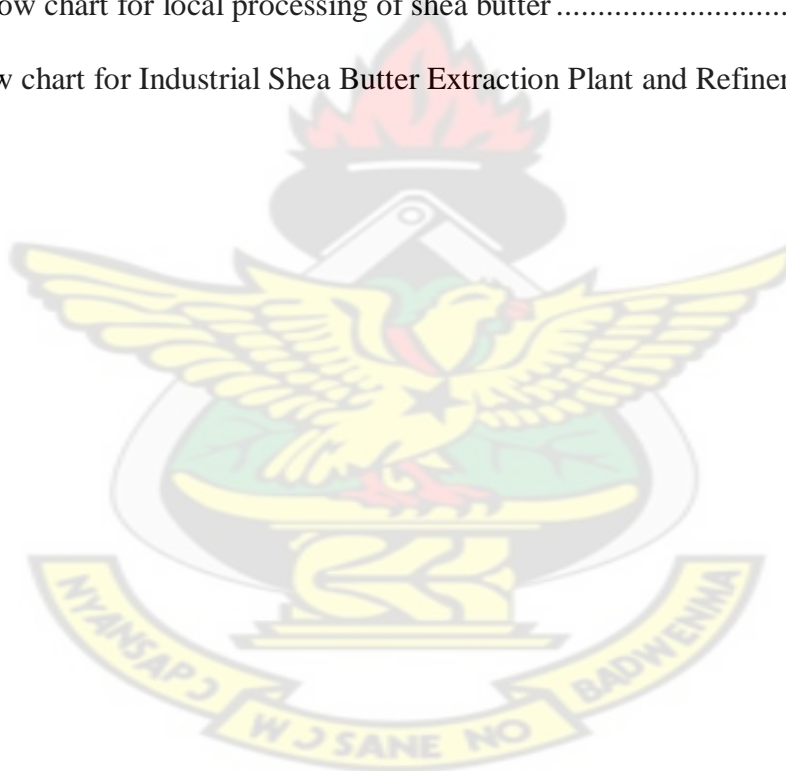 ow chart for local processing of shea butter ............................
w chart for Industrial Shea Butter Extraction Plant and Refiner
NYANSAPƆ WƆSANE NO BADWENMA